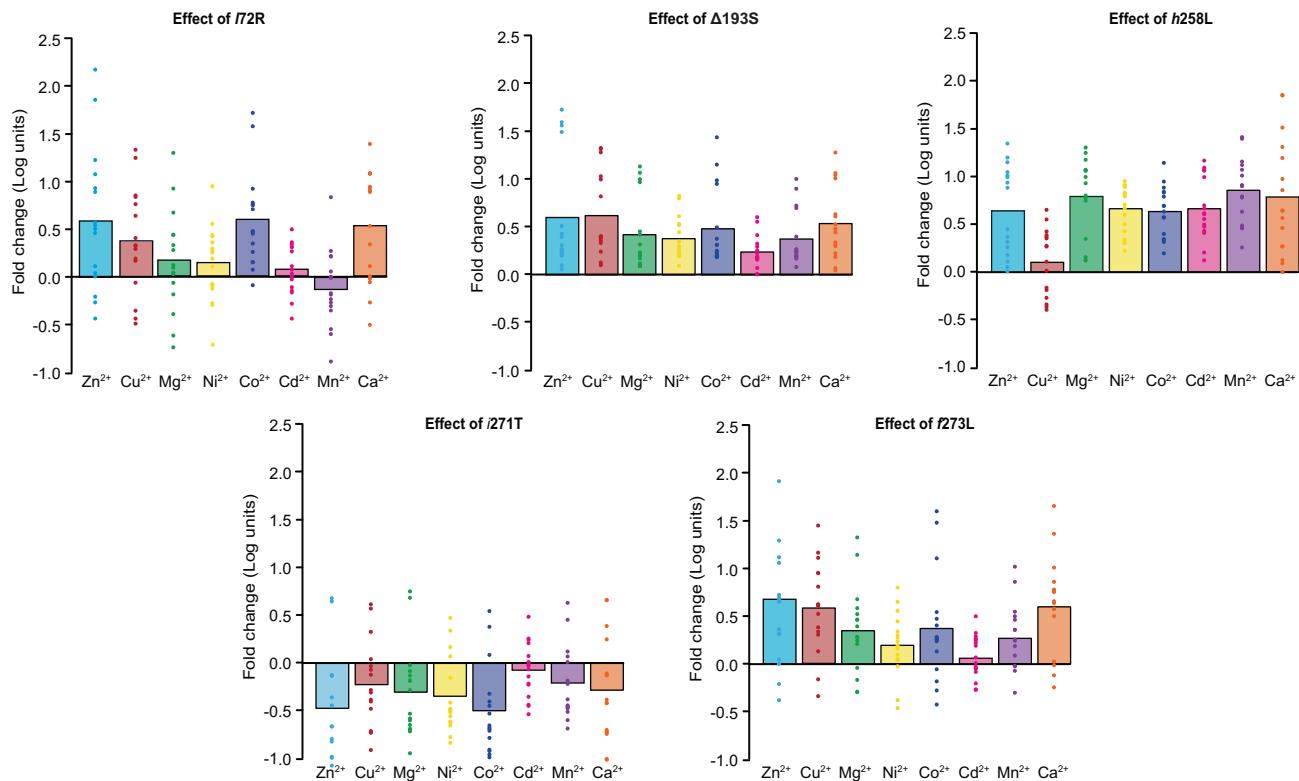 Effect of l72R
Fold change (Log units)
2.5
2.0
1.5
1.0
0.5
0.0
-0.5
-1.0
Zn²⁺ Cu²⁺ Mg²⁺ Ni²⁺ Co²⁺ Cd²⁺ Mn²⁺ Ca²⁺
Effect of Δ193S
Fold change (Log units)
2.5
2.0
1.5
1.0
0.5
0.0
-0.5
-1.0
Zn²⁺ Cu²⁺ Mg²⁺ Ni²⁺ Co²⁺ Cd²⁺ Mn²⁺ Ca²⁺
Effect of h258L
Fold change (Log units)
2.5
2.0
1.5
1.0
0.5
0.0
-0.5
-1.0
Zn²⁺ Cu²⁺ Mg²⁺ Ni²⁺ Co²⁺ Cd²⁺ Mn²⁺ Ca²⁺
Effect of i271T
Fold change (Log units)
2.5
2.0
1.5
1.0
0.5
0.0
-0.5
-1.0
Zn²⁺ Cu²⁺ Mg²⁺ Ni²⁺ Co²⁺ Cd²⁺ Mn²⁺ Ca²⁺
Effect of f273L
Fold change (Log units)
2.5
2.0
1.5
1.0
0.5
0.0
-0.5
-1.0
Zn²⁺ Cu²⁺ Mg²⁺ Ni²⁺ Co²⁺ Cd²⁺ Mn²⁺ Ca²⁺